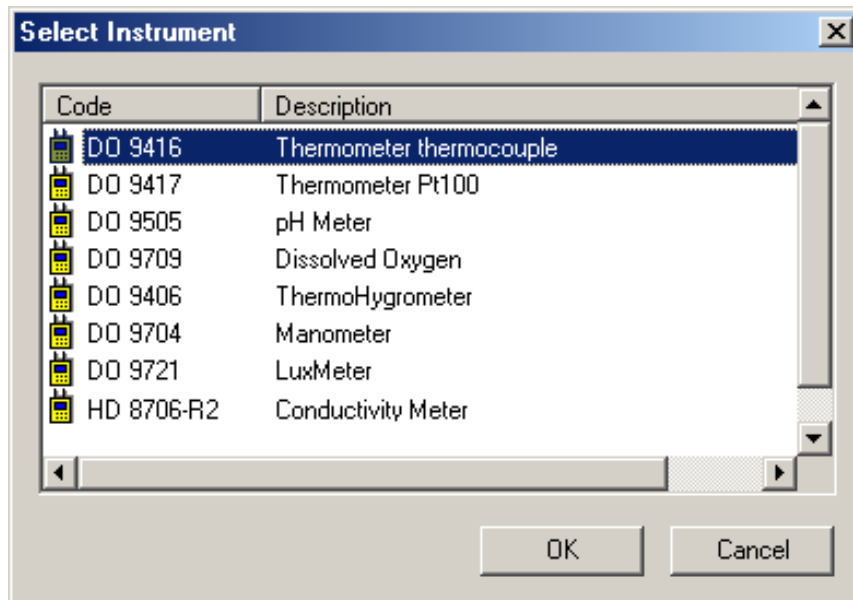 Select Instrument
Code Description
DO 9416 Thermometer thermocouple
DO 9417 Thermometer Pt100
DO 9505 pH Meter
DO 9709 Dissolved Oxygen
DO 9406 ThermoHygrometer
DO 9704 Manometer
DO 9721 LuxMeter
HD 8706-R2 Conductivity Meter
OK Cancel